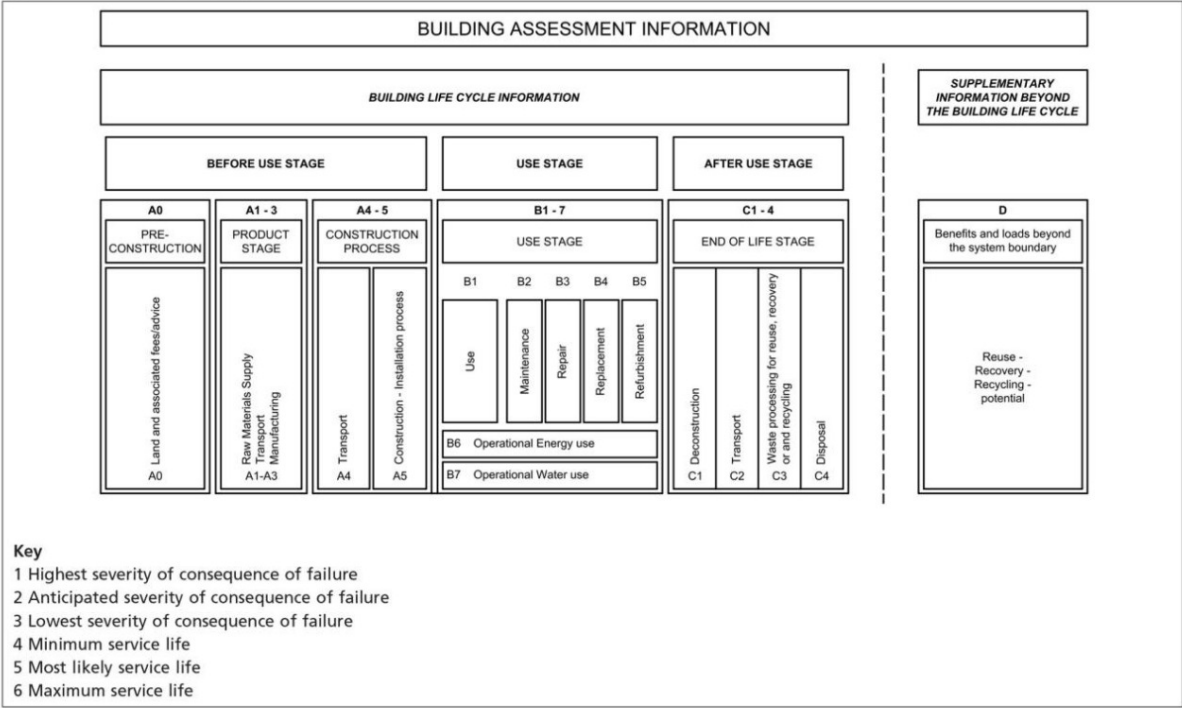 BUILDING ASSESSMENT INFORMATION
BUILDING LIFE CYCLE INFORMATION
SUPPLEMENTARY
INFORMATION BEYOND
THE BUILDING LIFE CYCLE
BEFORE USE STAGE
USE STAGE
AFTER USE STAGE
A0
PRE-
CONSTRUCTION
Land and associated fees/advice
A0
A1 - 3
PRODUCT
STAGE
Raw Materials Supply
Transport
Manufacturing
A1-A3
A4 - 5
CONSTRUCTION
PROCESS
Transport
A4
Construction - Installation process
A5
B1 - 7
USE STAGE
B1
Use
B2
Maintenance
B3
Repair
B4
Replacement
B5
Refurbishment
B6 Operational Energy use
B7 Operational Water use
C1 - 4
END OF LIFE STAGE
Deconstruction
C1
Transport
C2
Waste processing for reuse, recovery
or and recycling
C3
Disposal
C4
D
Benefits and loads beyond
the system boundary
Reuse -
Recovery -
Recycling -
potential
Key
1 Highest severity of consequence of failure
2 Anticipated severity of consequence of failure
3 Lowest severity of consequence of failure
4 Minimum service life
5 Most likely service life
6 Maximum service life